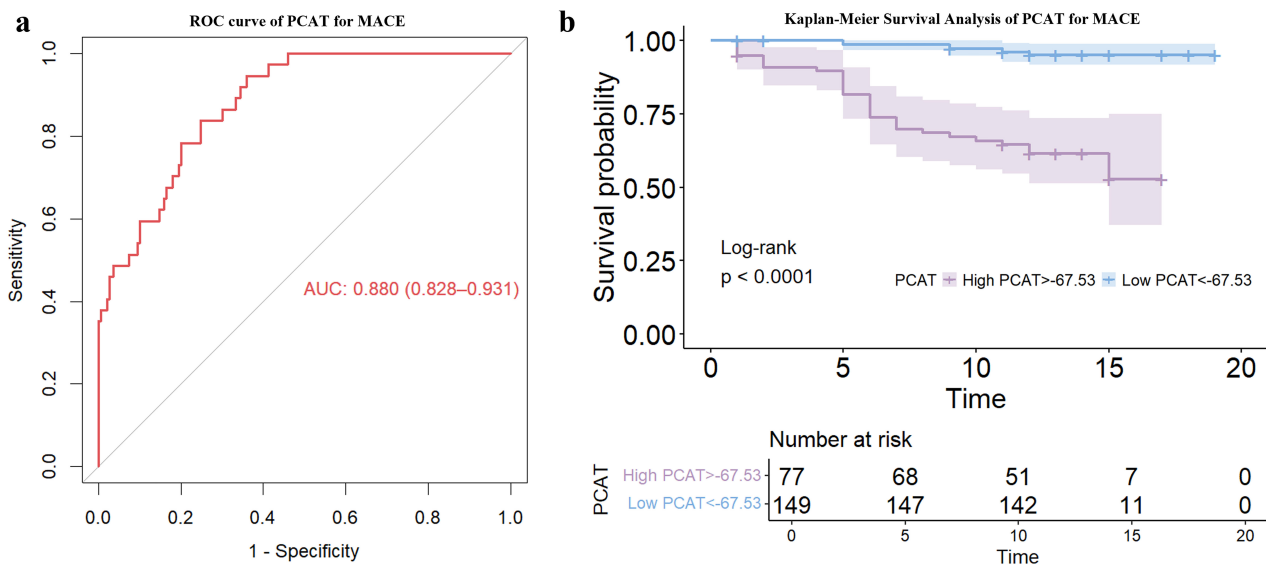 a
ROC curve of PCAT for MACE
1.0
0.8
0.6
0.4
0.2
0.0
Sensitivity
AUC: 0.880 (0.828–0.931)
0.0 0.2 0.4 0.6 0.8 1.0
1 - Specificity
b
Kaplan-Meier Survival Analysis of PCAT for MACE
1.00
0.75
0.50
0.25
0.00
Survival probability
Log-rank
p < 0.0001
PCAT High PCAT>-67.53 Low PCAT<-67.53
0 5 10 15 20
Time
Number at risk
PCAT
High PCAT>-67.53 77 68 51 7 0
Low PCAT<-67.53 149 147 142 11 0
0 5 10 15 20
Time